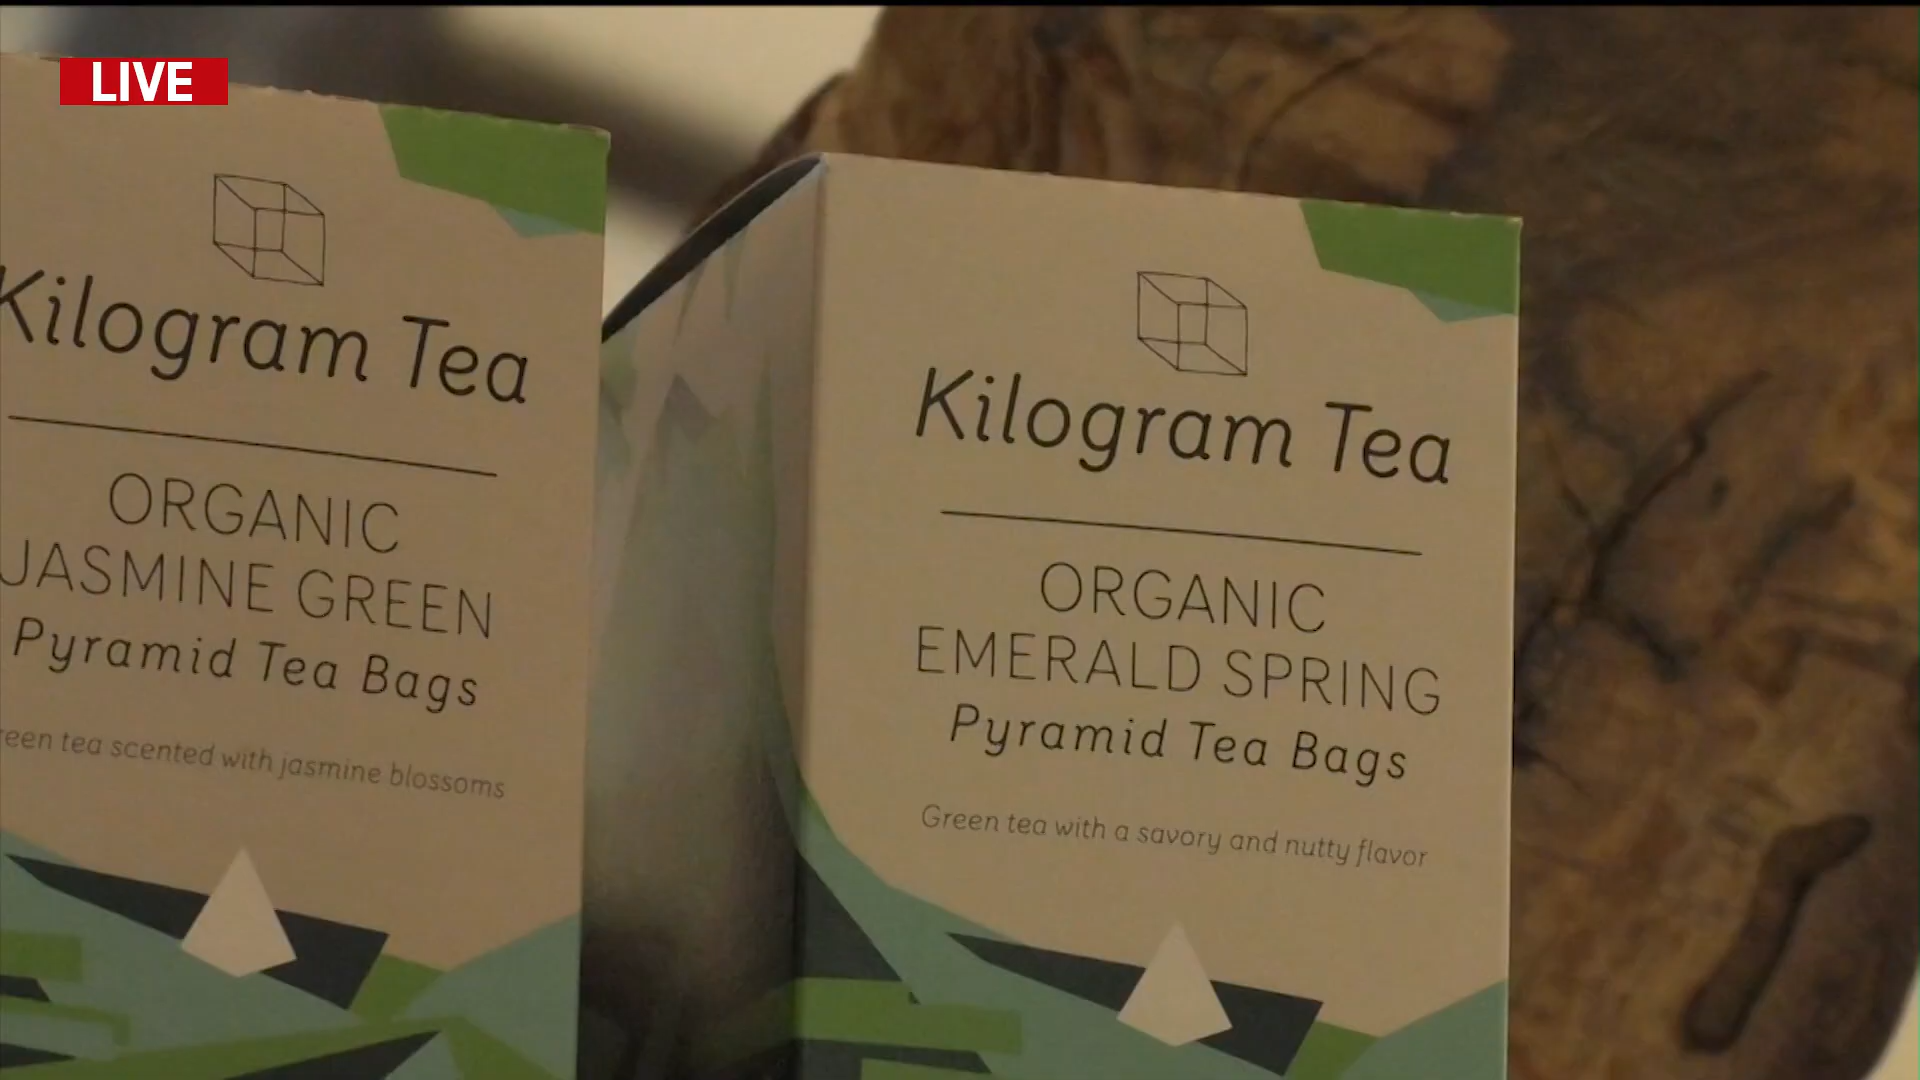 LIVE
Kilogram Tea
ORGANIC
JASMINE GREEN
Pyramid Tea Bags
tea scented with jasmine blossoms
Kilogram Tea
ORGANIC
EMERALD SPRING
Pyramid Tea Bags
Green tea with a savory and nutty flavor